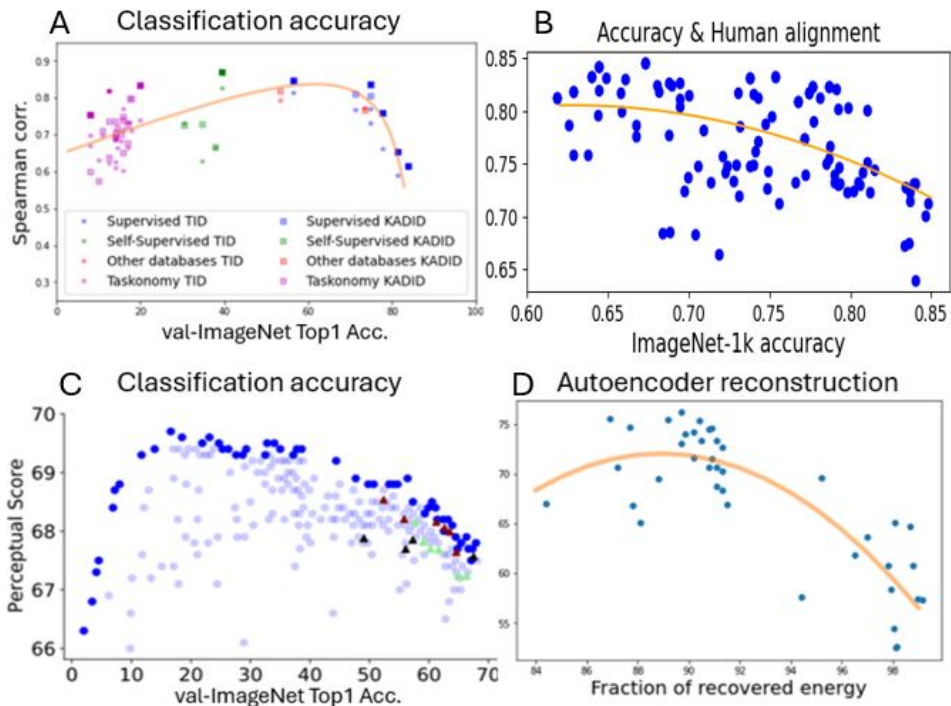 A Classification accuracy
Spearman corr.
0.9
0.8
0.7
0.6
0.5
0.4
0.3
Supervised TID
Self-Supervised TID
Other databases TID
Taskonomy TID
Supervised KADID
Self-Supervised KADID
Other databases KADID
Taskonomy KADID
0 20 40 60 80 100
val-ImageNet Top1 Acc.
B
Accuracy & Human alignment
0.85
0.80
0.75
0.70
0.65
0.60 0.65 0.70 0.75 0.80 0.85
ImageNet-1k accuracy
C Classification accuracy
Perceptual Score
70
69
68
67
66
0 10 20 30 40 50 60 70
val-ImageNet Top1 Acc.
D Autoencoder reconstruction
75
70
65
60
55
84 86 88 90 92 94 96 98
Fraction of recovered energy